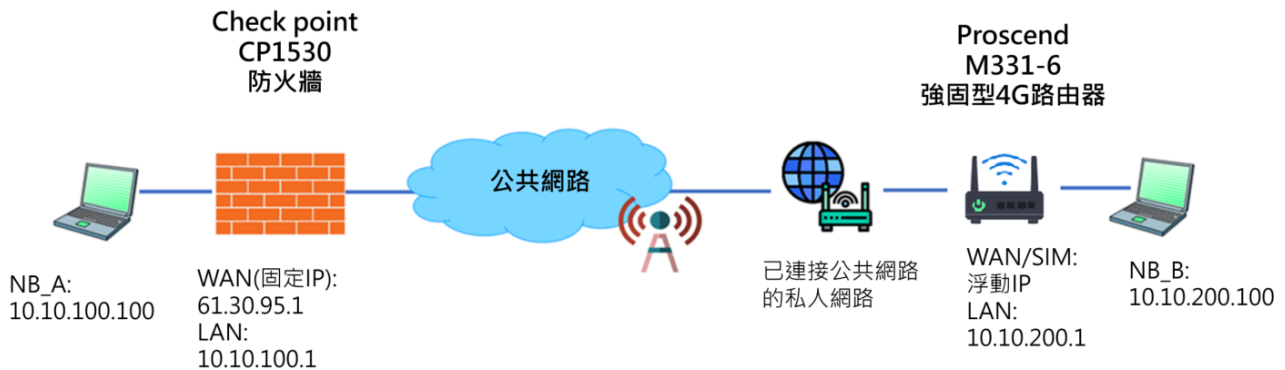 Check point
CP1530
防火牆
Proscend
M331-6
強固型4G路由器
公共網路
NB_A:
10.10.100.100
WAN(固定IP):
61.30.95.1
LAN:
10.10.100.1
已連接公共網路
的私人網路
WAN/SIM:
浮動IP
LAN:
10.10.200.1
NB_B:
10.10.200.100